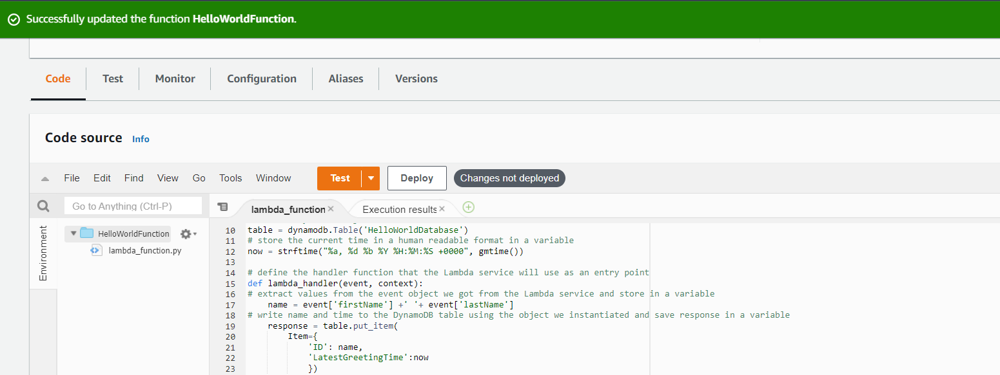 Successfully updated the function HelloWorldFunction.
Code Test Monitor Configuration Aliases Versions
Code source Info
File Edit Find View Go Tools Window Test Deploy Changes not deployed
Go to Anything (Ctrl-P) lambda_function × Execution results ×
Environment
HelloWorldFunction
lambda_function.py
10 table = dynamodb.Table('HelloWorldDatabase')
11 # store the current time in a human readable format in a variable
12 now = strftime("%a, %d %b %Y %H:%M:%S +0000", gmtime())
13
14 # define the handler function that the Lambda service will use as an entry point
15 def lambda_handler(event, context):
16 # extract values from the event object we got from the Lambda service and store in a variable
17     name = event['firstName'] +' '+ event['lastName']
18 # write name and time to the DynamoDB table using the object we instantiated and save response in a variable
19     response = table.put_item(
20         Item={
21             'ID': name,
22             'LatestGreetingTime':now
23             })